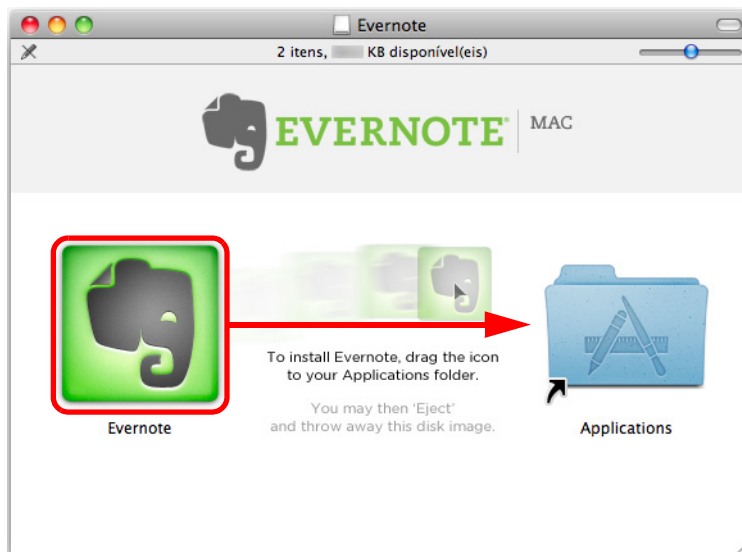 Evernote
2 itens, KB disponível(eis)
EVERNOTE® MAC
To install Evernote, drag the icon
to your Applications folder.
You may then 'Eject'
and throw away this disk image.
Evernote
Applications